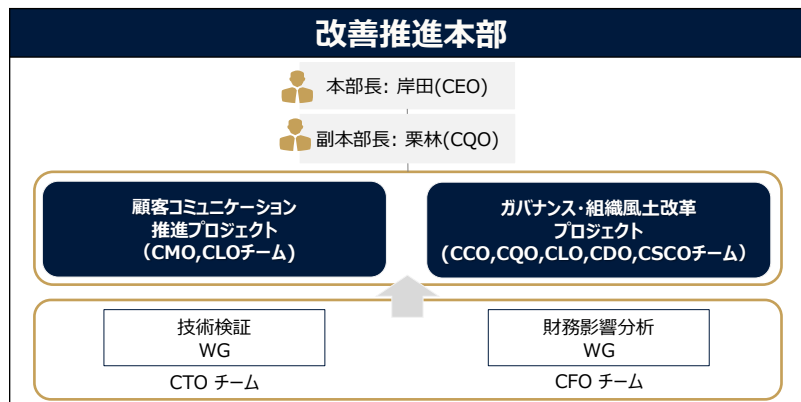 改善推進本部
本部長: 岸田(CEO)
副本部長: 栗林(CQO)
顧客コミュニケーション
推進プロジェクト
（CMO,CLOチーム)
ガバナンス・組織風土改革
プロジェクト
(CCO,CQO,CLO,CDO,CSCOチーム）
技術検証
WG
CTO チーム
財務影響分析
WG
CFO チーム